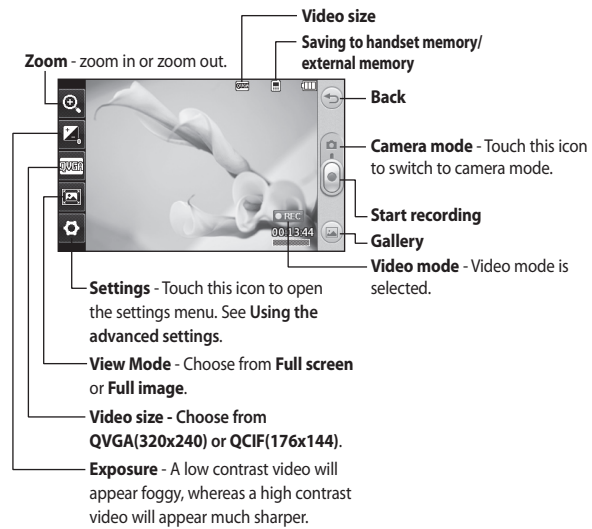 Video size
Saving to handset memory/
external memory
Zoom - zoom in or zoom out.
Back
Camera mode - Touch this icon
to switch to camera mode.
QVGA
REC
00:13:44
Start recording
Gallery
Video mode - Video mode is
selected.
Settings - Touch this icon to open
the settings menu. See Using the
advanced settings.
View Mode - Choose from Full screen
or Full image.
Video size - Choose from
QVGA(320x240) or QCIF(176x144).
Exposure - A low contrast video will
appear foggy, whereas a high contrast
video will appear much sharper.